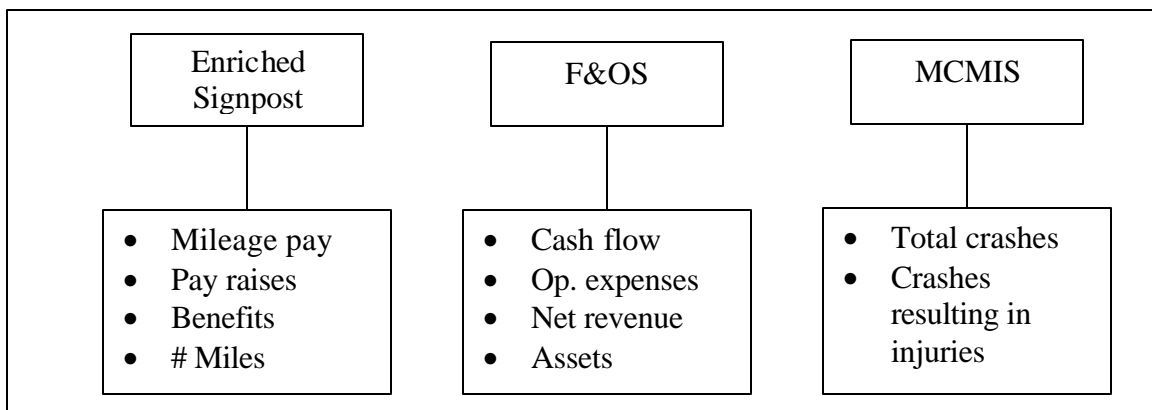 Enriched
Signpost
F&OS
MCMIS
• Mileage pay
• Pay raises
• Benefits
• # Miles
• Cash flow
• Op. expenses
• Net revenue
• Assets
• Total crashes
• Crashes
resulting in
injuries